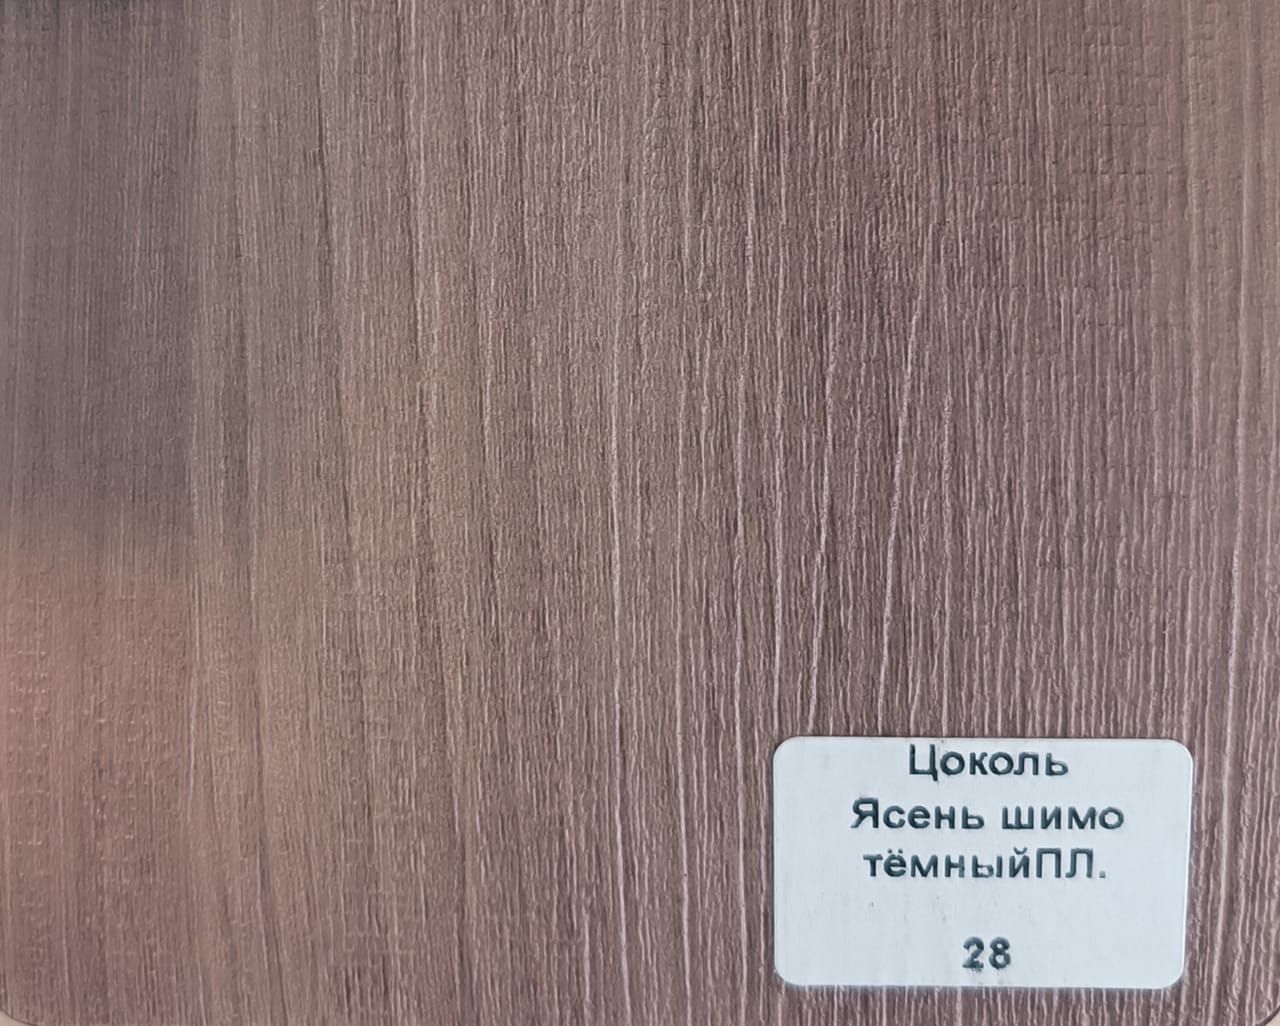 Цоколь
Ясень шимо
тёмныйПЛ.
28